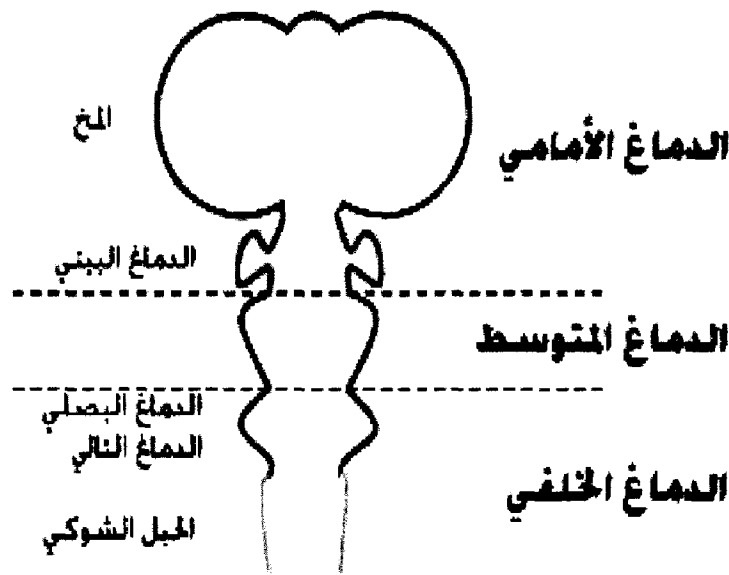 المخ
الدماغ الأمامي
الدماغ البيني
الدماغ المتوسط
الدماغ البصلي
الدماغ التالي
الدماغ الخلفي
الحبل الشوكي